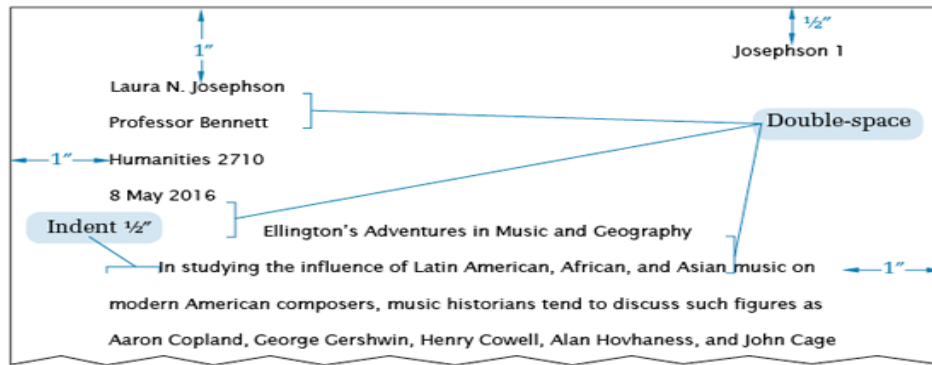 ½″
1″
Josephson 1
Laura N. Josephson
Professor Bennett
Double-space
1″
Humanities 2710
8 May 2016
Indent ½″
Ellington’s Adventures in Music and Geography
In studying the influence of Latin American, African, and Asian music on
1″
modern American composers, music historians tend to discuss such figures as
Aaron Copland, George Gershwin, Henry Cowell, Alan Hovhaness, and John Cage